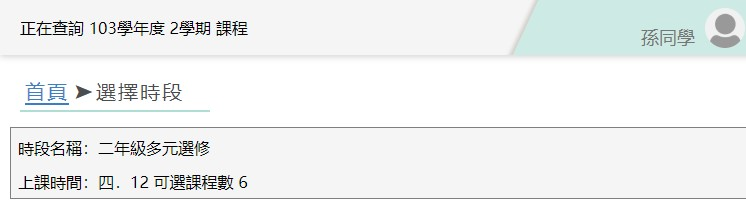 正在查詢 103學年度 2學期 課程
孫同學
首頁 ➤選擇時段
時段名稱：二年級多元選修
上課時間：四．12 可選課程數 6